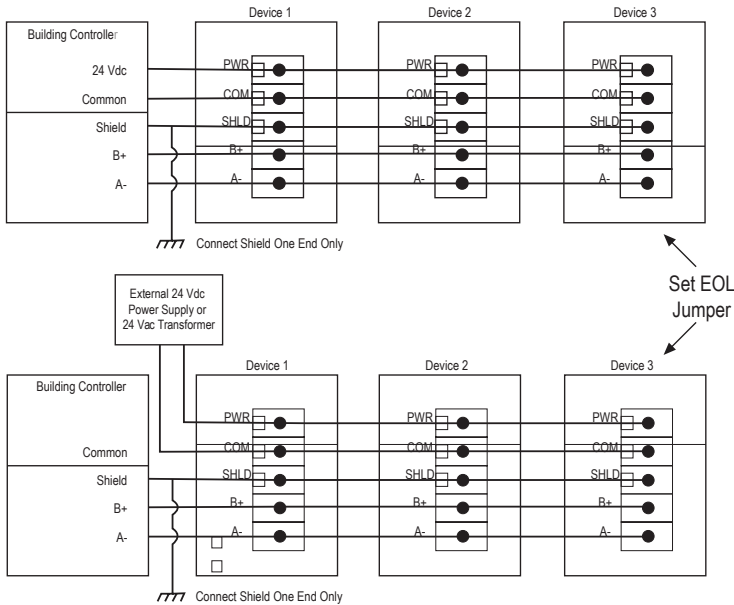 Device 1
Device 2
Device 3
Building Controller
24 Vdc
Common
Shield
B+
A-
PWR
COM
SHLD
B+
A-
PWR
COM
SHLD
B+
A-
PWR
COM
SHLD
B+
A-
Connect Shield One End Only
Set EOL
Jumper
External 24 Vdc
Power Supply or
24 Vac Transformer
Device 1
Device 2
Device 3
Building Controller
Common
Shield
B+
A-
PWR
COM
SHLD
B+
A-
PWR
COM
SHLD
B+
A-
PWR
COM
SHLD
B+
A-
Connect Shield One End Only